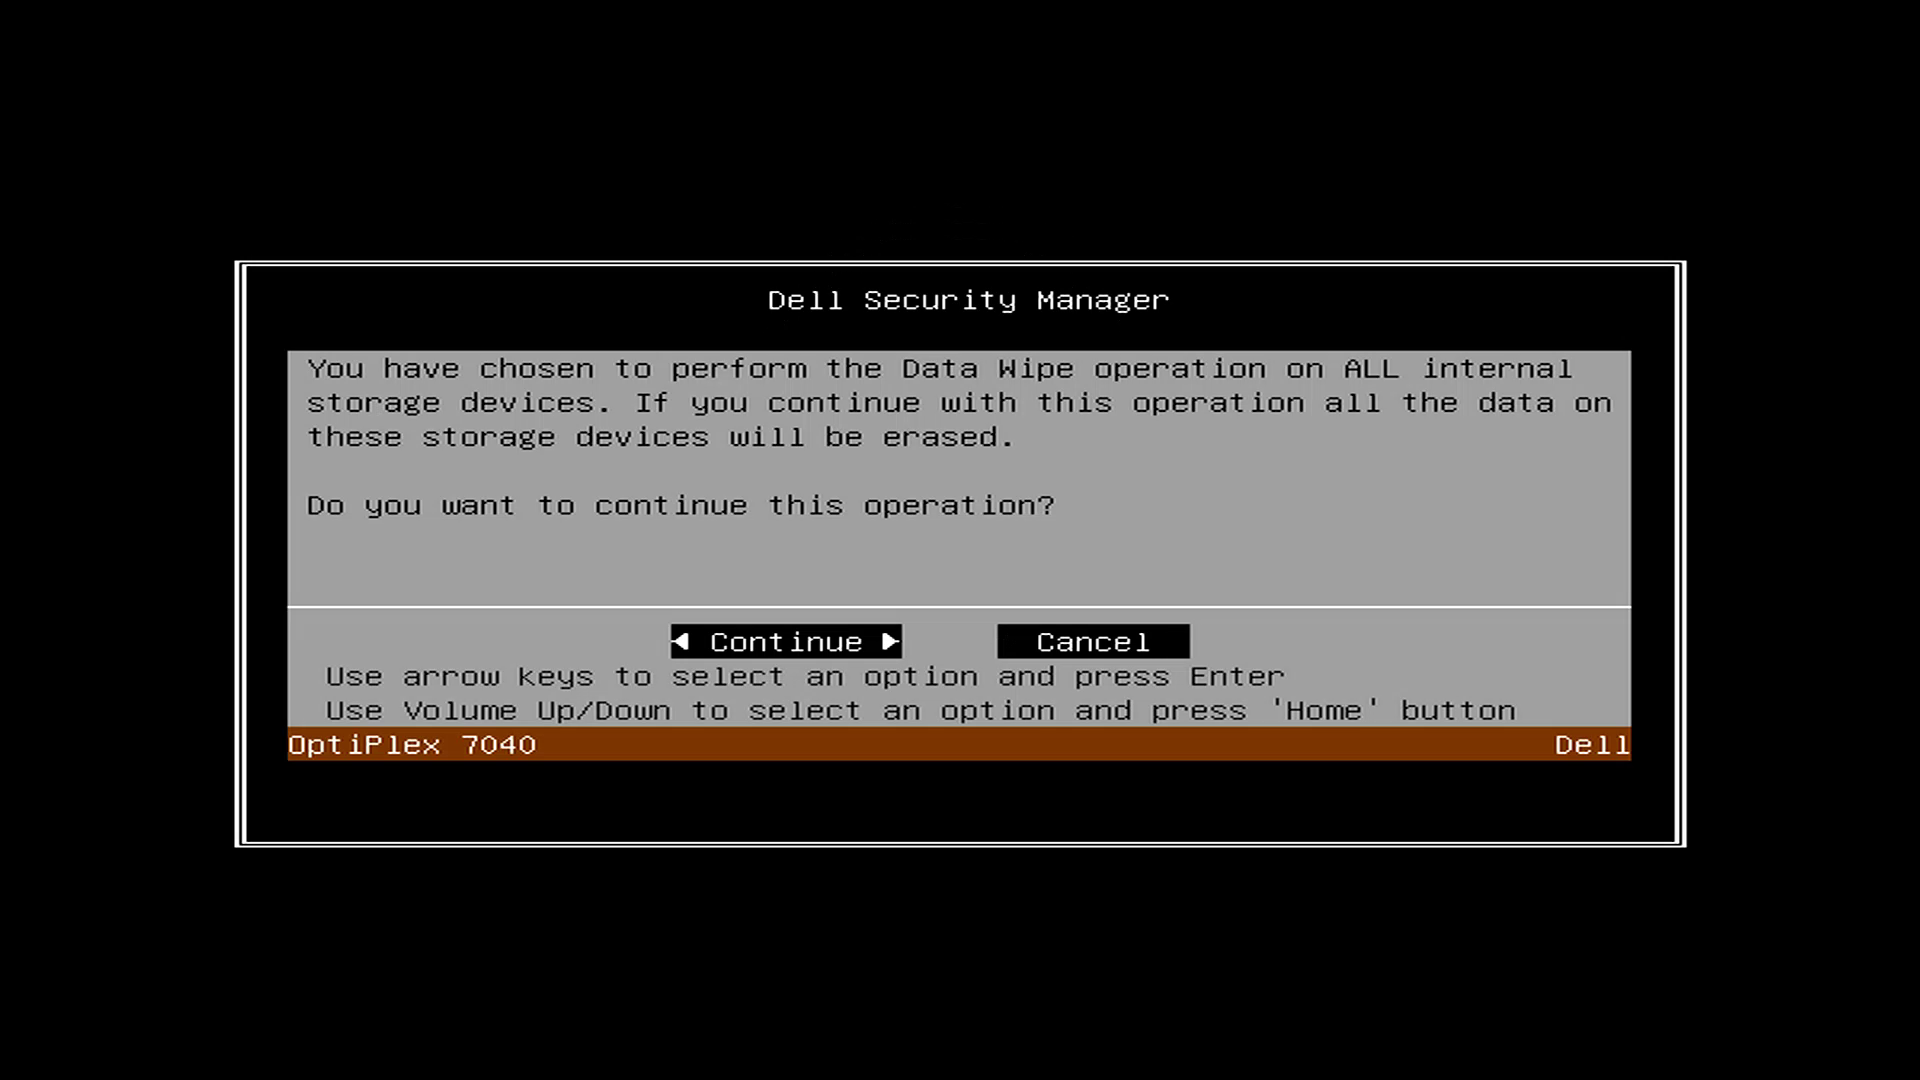 Dell Security Manager
You have chosen to perform the Data Wipe operation on ALL internal
storage devices. If you continue with this operation all the data on
these storage devices will be erased.
Do you want to continue this operation?
Continue Cancel
Use arrow keys to select an option and press Enter
Use Volume Up/Down to select an option and press 'Home' button
OptiPlex 7040 Dell